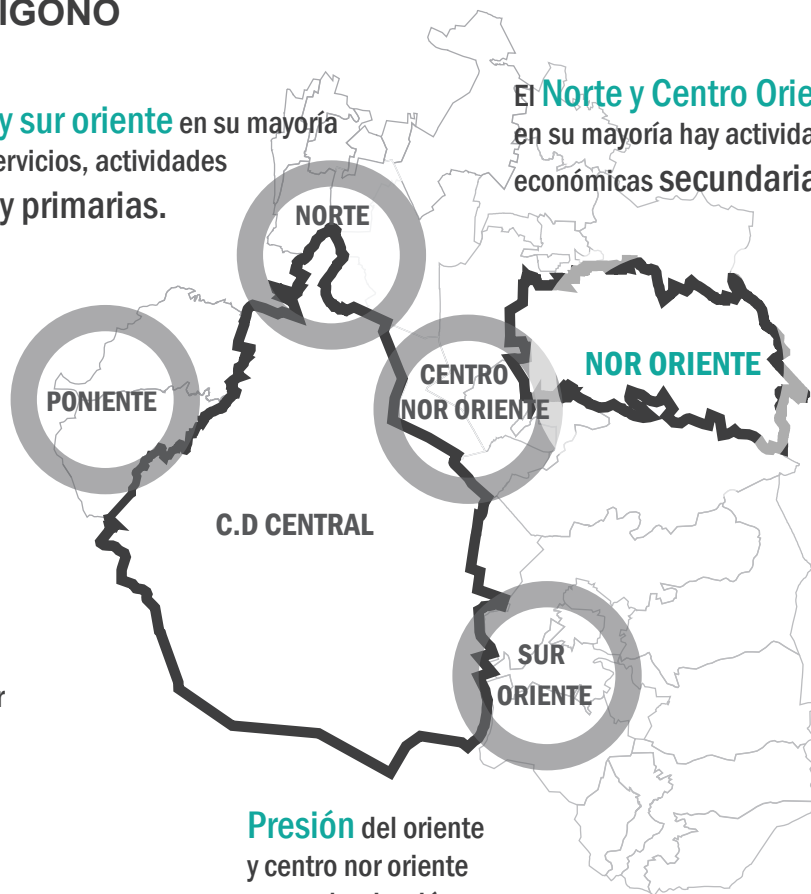 IGONO
y sur oriente en su mayoría
ervicios, actividades
y primarias.
El Norte y Centro Orie
en su mayoría hay activida
económicas secundaria
NORTE
PONIENTE
CENTRO
NOR ORIENTE
NOR ORIENTE
C.D CENTRAL
SUR
ORIENTE
r
Presión del oriente
y centro nor oriente